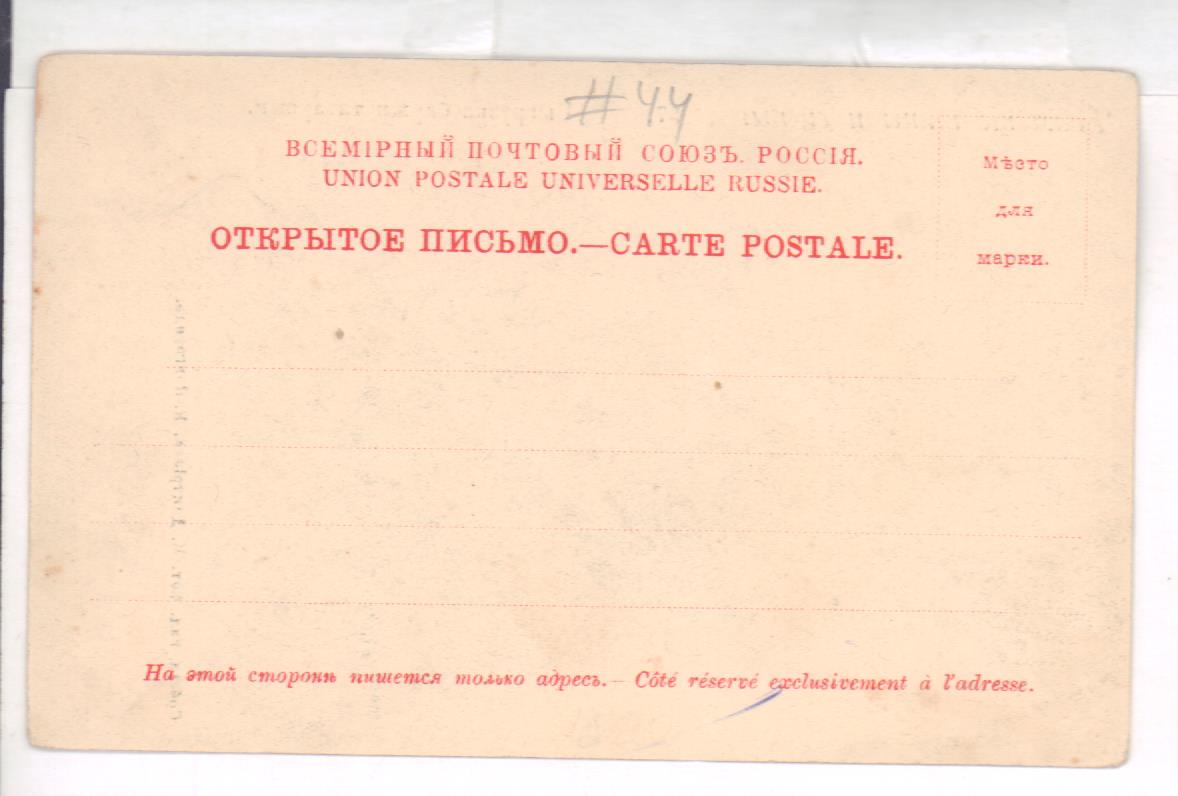 #44
ВСЕМІРНЫЙ ПОЧТОВЫЙ СОЮЗЪ. РОССІЯ.
UNION POSTALE UNIVERSELLE RUSSIE.
ОТКРЫТОЕ ПИСЬМО.—CARTE POSTALE.
Мѣсто
для
марки.
На этой сторонѣ пишется только адресъ.— Côté réservé exclusivement à l'adresse.